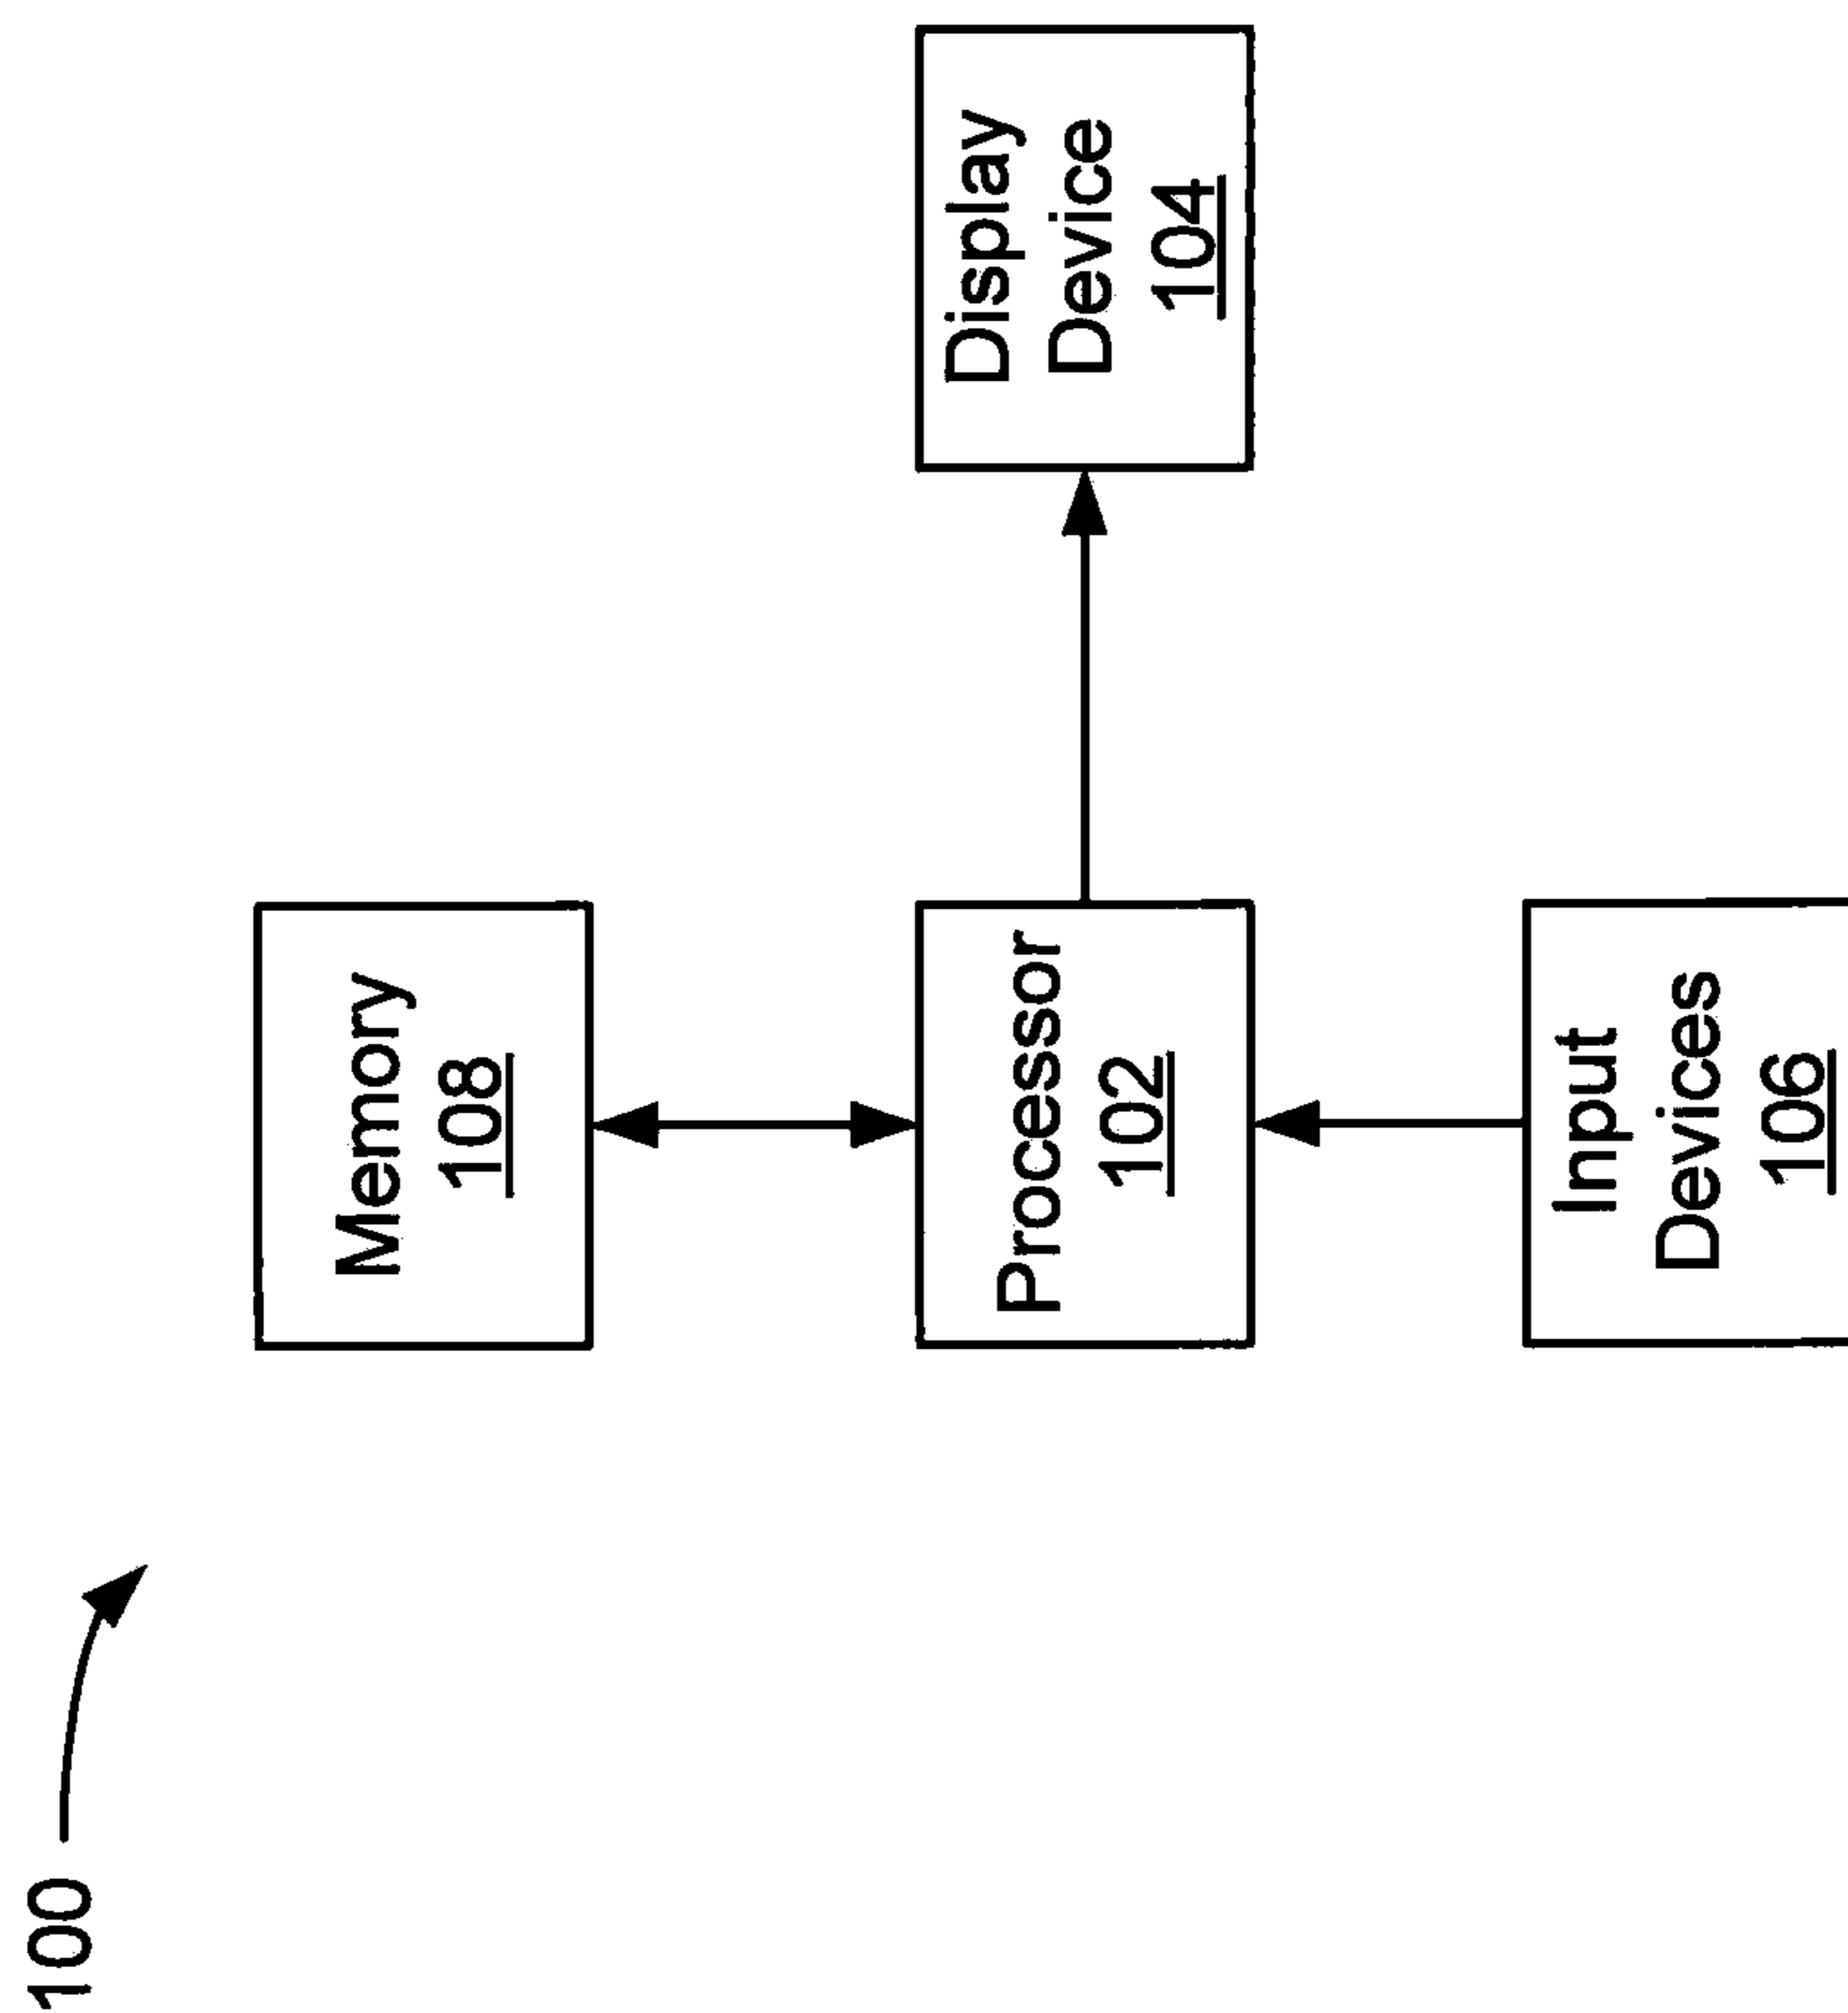 100
Memory
108
Processor
102
Display
Device
104
Input
Devices
106